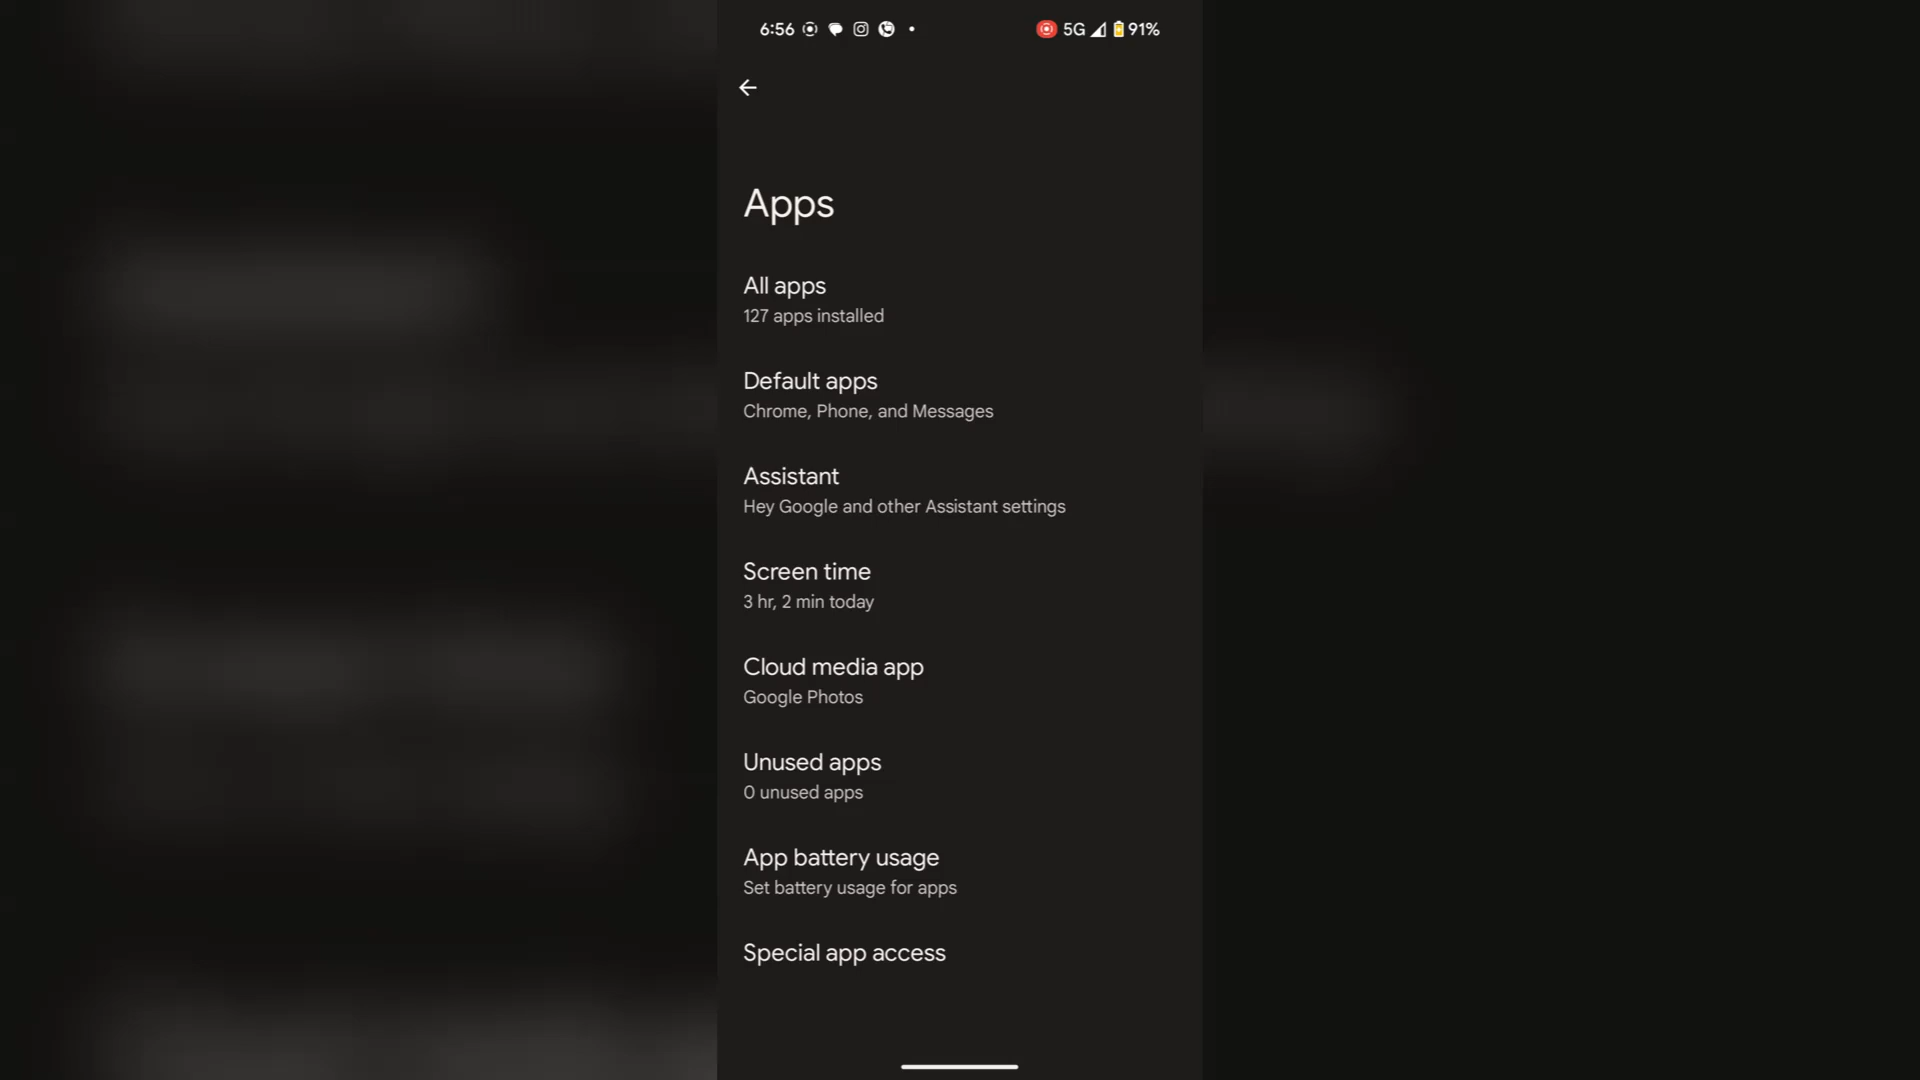 6:56 5G 91%
Apps
All apps
127 apps installed
Default apps
Chrome, Phone, and Messages
Assistant
Hey Google and other Assistant settings
Screen time
3 hr, 2 min today
Cloud media app
Google Photos
Unused apps
0 unused apps
App battery usage
Set battery usage for apps
Special app access